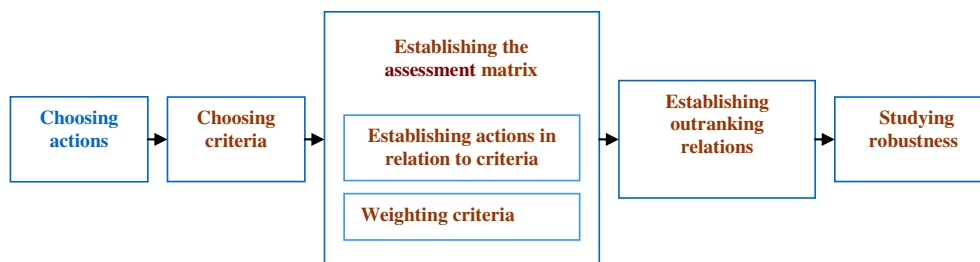 Choosing
actions
Choosing
criteria
Establishing the
assessment matrix
Establishing actions in
relation to criteria
Weighting criteria
Establishing
outranking
relations
Studying
robustness